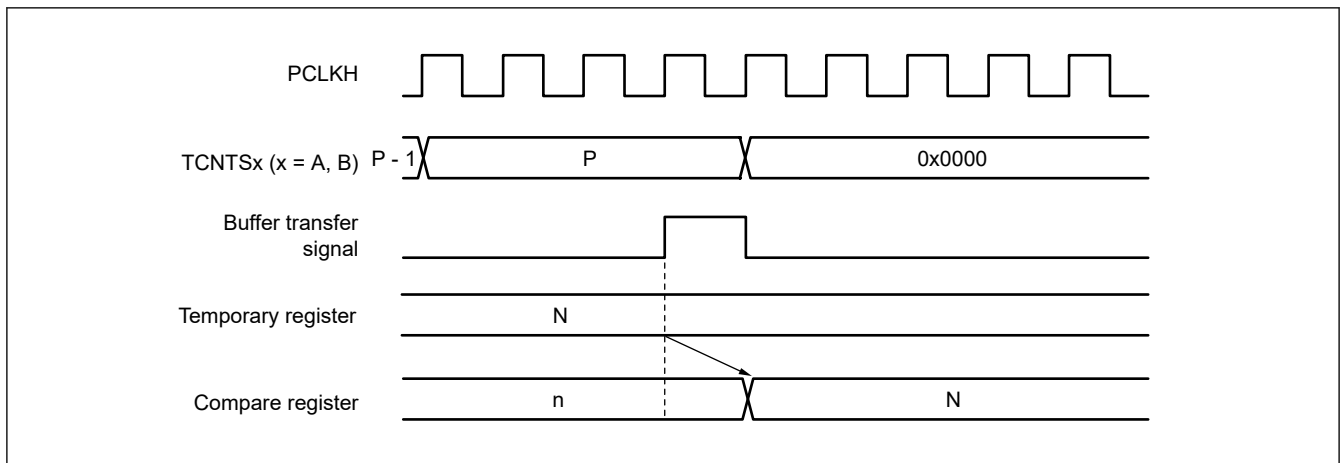 PCLKH
TCNTSx (x = A, B) P - 1 P 0x0000
Buffer transfer
signal
Temporary register N
Compare register n N